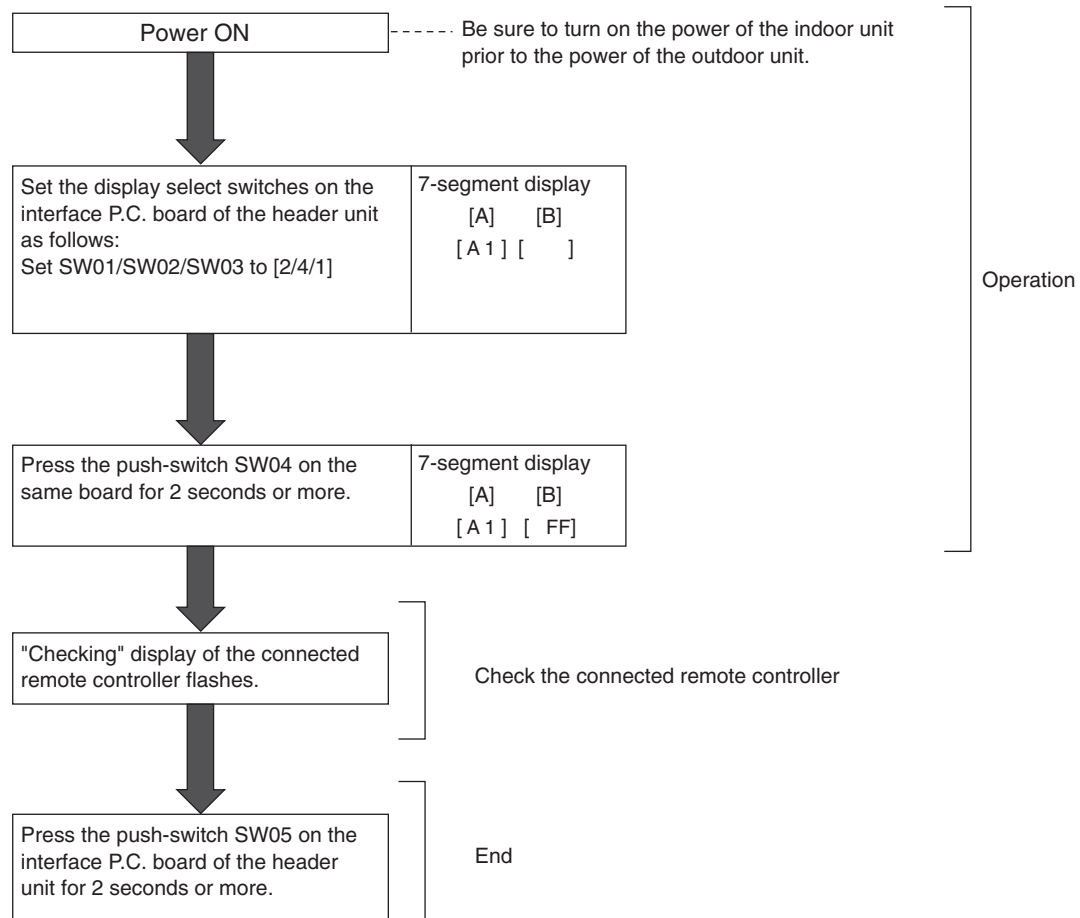 Power ON
Be sure to turn on the power of the indoor unit
prior to the power of the outdoor unit.
Set the display select switches on the
interface P.C. board of the header unit
as follows:
Set SW01/SW02/SW03 to [2/4/1]
7-segment display
[A] [B]
[ A 1 ] [ ]
Operation
Press the push-switch SW04 on the
same board for 2 seconds or more.
7-segment display
[A] [B]
[ A 1 ] [ FF]
"Checking" display of the connected
remote controller flashes.
Check the connected remote controller
Press the push-switch SW05 on the
interface P.C. board of the header
unit for 2 seconds or more.
End